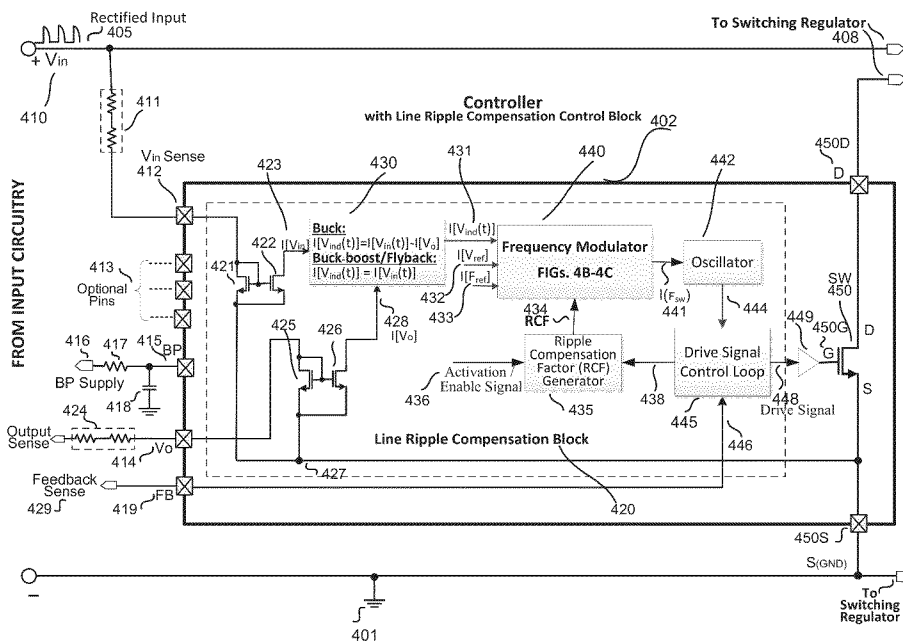 Rectified Input
405
To Switching Regulator
408
+ Vin
410
411
Controller
with Line Ripple Compensation Control Block
402
450D
D
Vin Sense
412
FROM INPUT CIRCUITRY
423
430
431
440
442
I[Vin]
422
421
Buck:
I[Vind(t)]=I[Vin(t)]-I[Vo]
Buck-boost/Flyback:
I[Vind(t)] = I[Vin(t)]
I[Vind(t)]
I[Vref]
432
I[Fref]
433
Frequency Modulator
FIGs. 4B-4C
I(Fsw)
441
Oscillator
444
413
Optional
Pins
SW
450
434
RCF
428
I[Vo]
425
426
449
450G
G
D
S
416
417
415
BP
BP Supply
418
Activation /
Enable Signal
436
Ripple
Compensation
Factor (RCF)
Generator
435
438
Drive Signal
Control Loop
445
448
Drive Signal
446
424
Output
Sense
414
Vo
427
Line Ripple Compensation Block
420
Feedback
Sense
429
419
FB
450S
S(GND)
−
401
To
Switching
Regulator